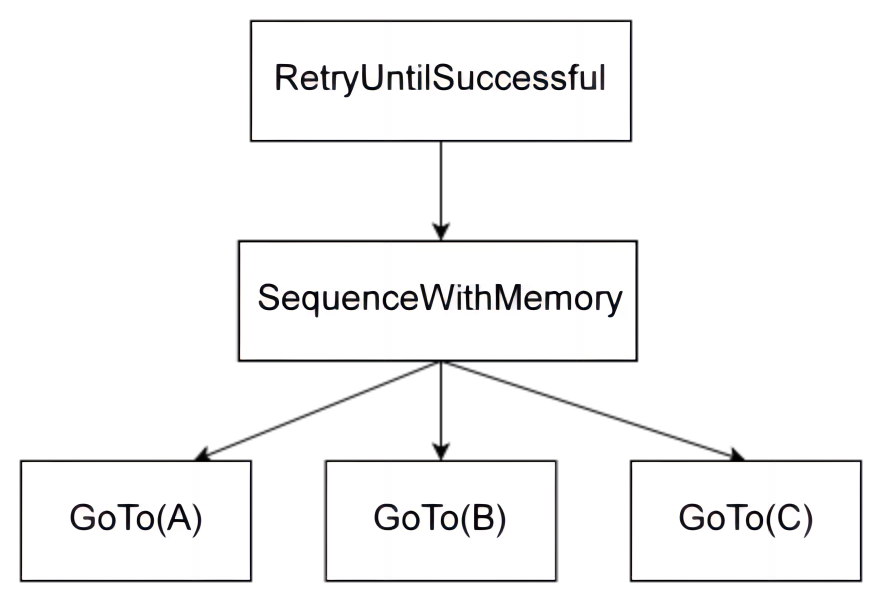 RetryUntilSuccessful
SequenceWithMemory
GoTo(A)
GoTo(B)
GoTo(C)